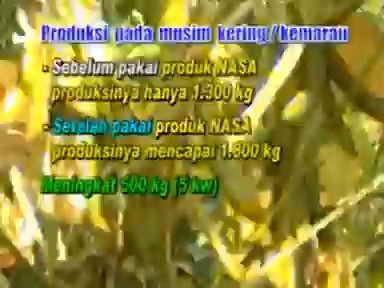 Produksi pada musim kering/kemarau
- Sebelum pakai produk NASA
produksinya hanya 1.300 kg
- Setelah pakai produk NASA
produksinya mencapai 1.800 kg
Meningkat 500 kg (5 kw)